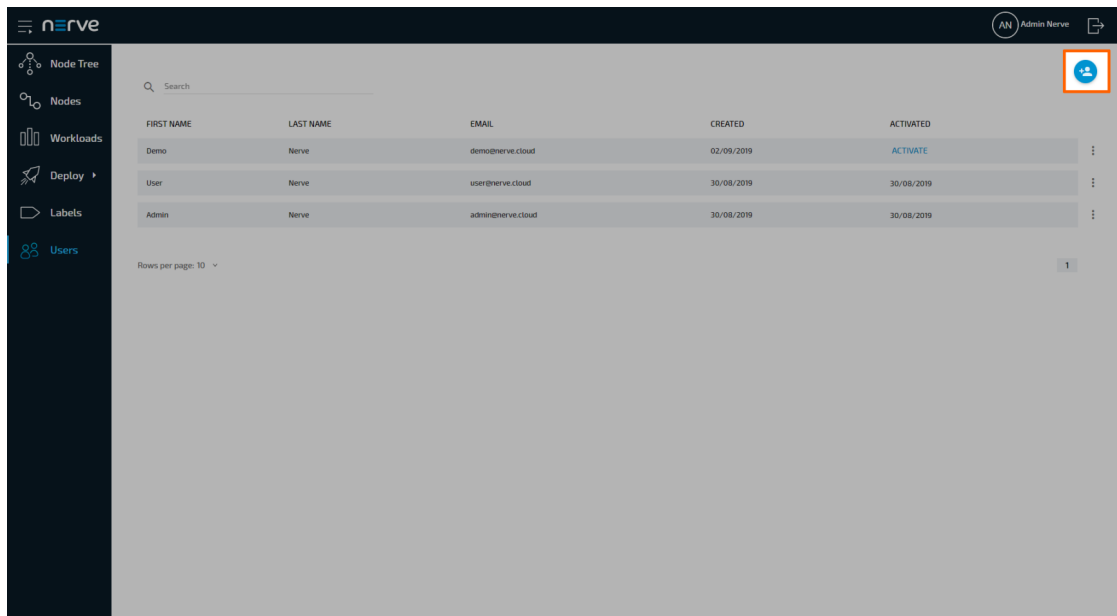 nerve
AN Admin Nerve
Node Tree
Nodes
Workloads
Deploy
Labels
Users
Search
FIRST NAME LAST NAME EMAIL CREATED ACTIVATED
Demo Nerve demo@nerve.cloud 02/09/2019 ACTIVATE
User Nerve user@nerve.cloud 30/08/2019 30/08/2019
Admin Nerve admin@nerve.cloud 30/08/2019 30/08/2019
Rows per page: 10 1